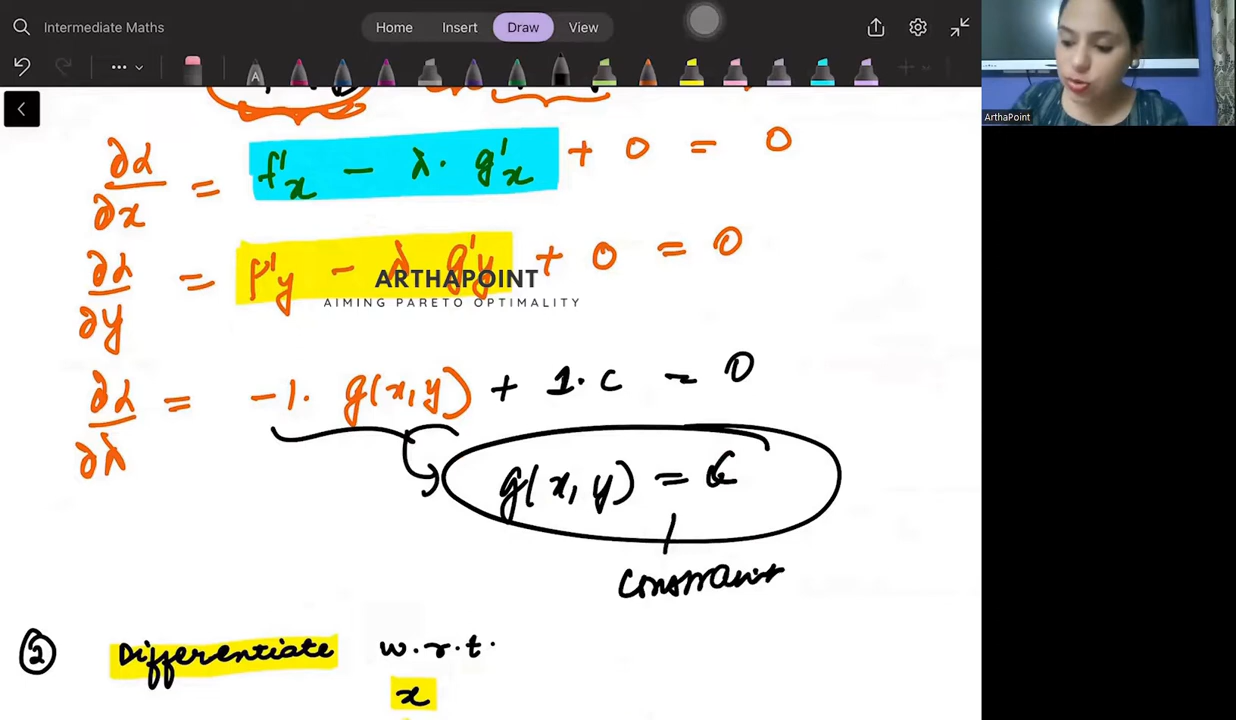 Intermediate Maths
Home Insert Draw View
ArthaPoint
∂L/∂x = f'x - λ · g'x + 0 = 0
∂L/∂y = f'y - λ g'y + 0 = 0
ARTHAPOINT
AIMING PARETO OPTIMALITY
∂L/∂λ = -1 · g(x,y) + 1 · c = 0
g(x, y) = c
constraint
② Differentiate w.r.t.
x